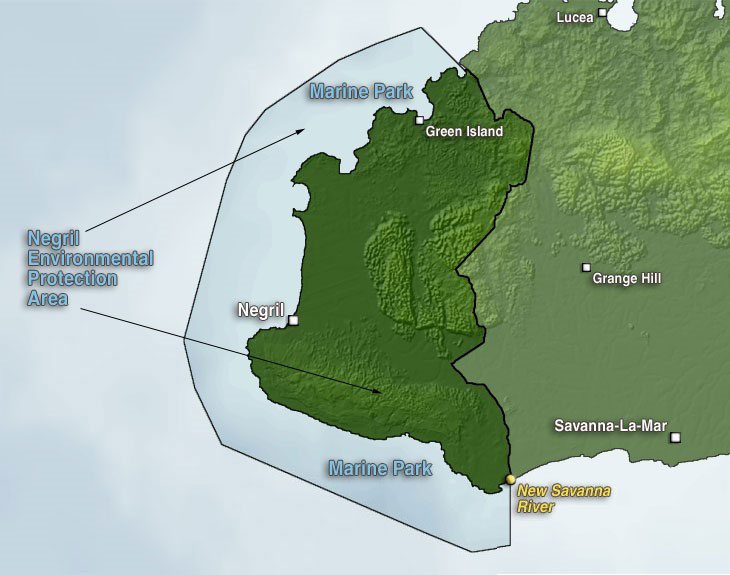 Lucea
Marine Park
Green Island
Negril
Environmental
Protection
Area
Grange Hill
Negril
Savanna-La-Mar
Marine Park
New Savanna
River